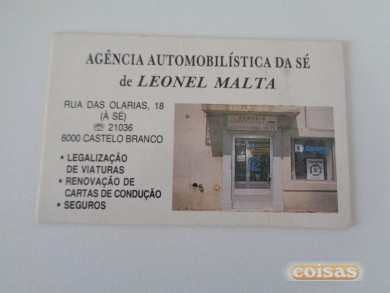 AGÊNCIA AUTOMOBILÍSTICA DA SÉ
de LEONEL MALTA
RUA DAS OLARIAS, 18
(À SÉ)
☏ 21036
6000 CASTELO BRANCO
• LEGALIZAÇÃO
DE VIATURAS
• RENOVAÇÃO DE
CARTAS DE CONDUÇÃO
• SEGUROS
coisas